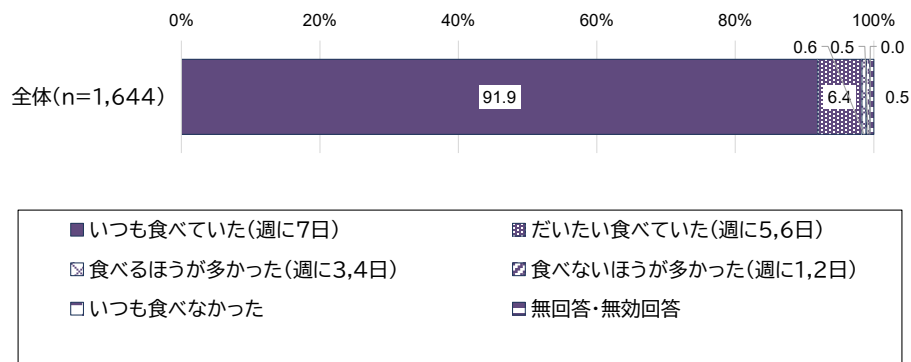 0% 20% 40% 60% 80% 100%
0.6 0.5 0.0
全体(n=1,644) 91.9 6.4 0.5
いつも食べていた(週に7日) だいたい食べていた(週に5,6日)
食べるほうが多かった(週に3,4日) 食べないほうが多かった(週に1,2日)
いつも食べなかった 無回答・無効回答